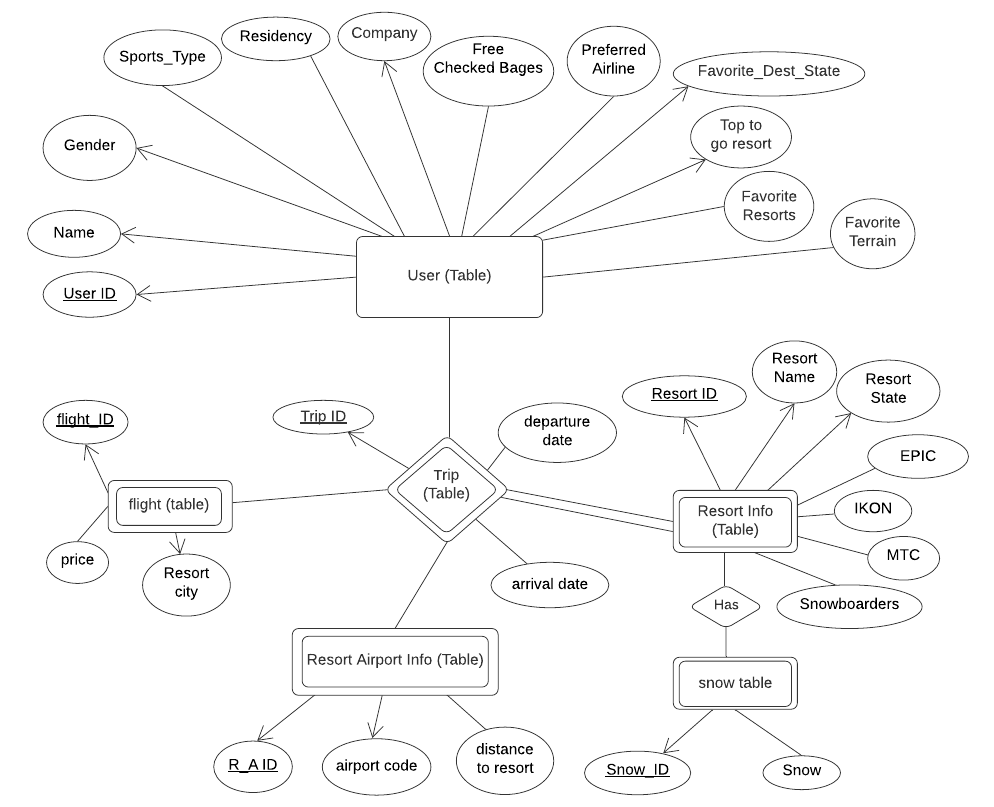 Sports_Type
Residency
Company
Free
Checked Bages
Preferred
Airline
Favorite_Dest_State
Gender
Top to
go resort
Favorite
Resorts
Favorite
Terrain
Name
User ID
User (Table)
Resort ID
Resort
Name
Resort
State
flight_ID
Trip ID
departure
date
EPIC
Trip
(Table)
flight (table)
Resort Info
(Table)
IKON
MTC
price
Resort
city
arrival date
Has
Snowboarders
Resort Airport Info (Table)
snow table
R_A ID
airport code
distance
to resort
Snow_ID
Snow